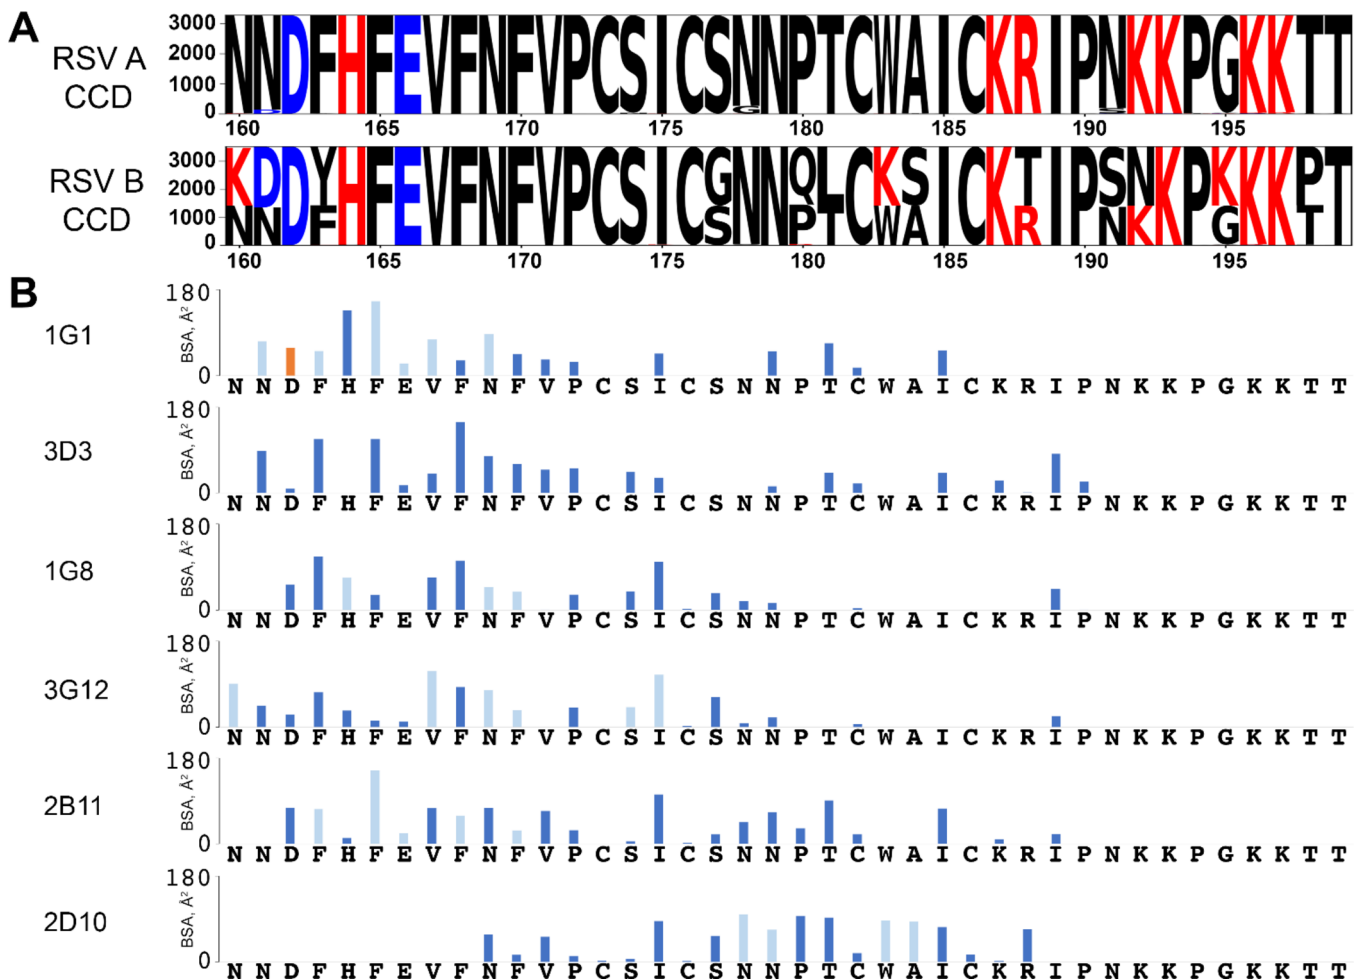 A
RSV A
CCD
3000
2000
1000
0
NNDFHFEVFNFVPCSICSNNPTCWAICKRIPNKKPGKKTT
160 165 170 175 180 185 190 195
RSV B
CCD
3000
2000
1000
0
KDDYHFEVFNFVPCSICGNNQLCKSICKTIPSNKPKKKPT
NN F S PT WA R NK G T
160 165 170 175 180 185 190 195
B
1G1
180
BSA, Å²
0
N N D F H F E V F N F V P C S I C S N N P T C W A I C K R I P N K K P G K K T T
3D3
180
BSA, Å²
0
N N D F H F E V F N F V P C S I C S N N P T C W A I C K R I P N K K P G K K T T
1G8
180
BSA, Å²
0
N N D F H F E V F N F V P C S I C S N N P T C W A I C K R I P N K K P G K K T T
3G12
180
BSA, Å²
0
N N D F H F E V F N F V P C S I C S N N P T C W A I C K R I P N K K P G K K T T
2B11
180
BSA, Å²
0
N N D F H F E V F N F V P C S I C S N N P T C W A I C K R I P N K K P G K K T T
2D10
180
BSA, Å²
0
N N D F H F E V F N F V P C S I C S N N P T C W A I C K R I P N K K P G K K T T